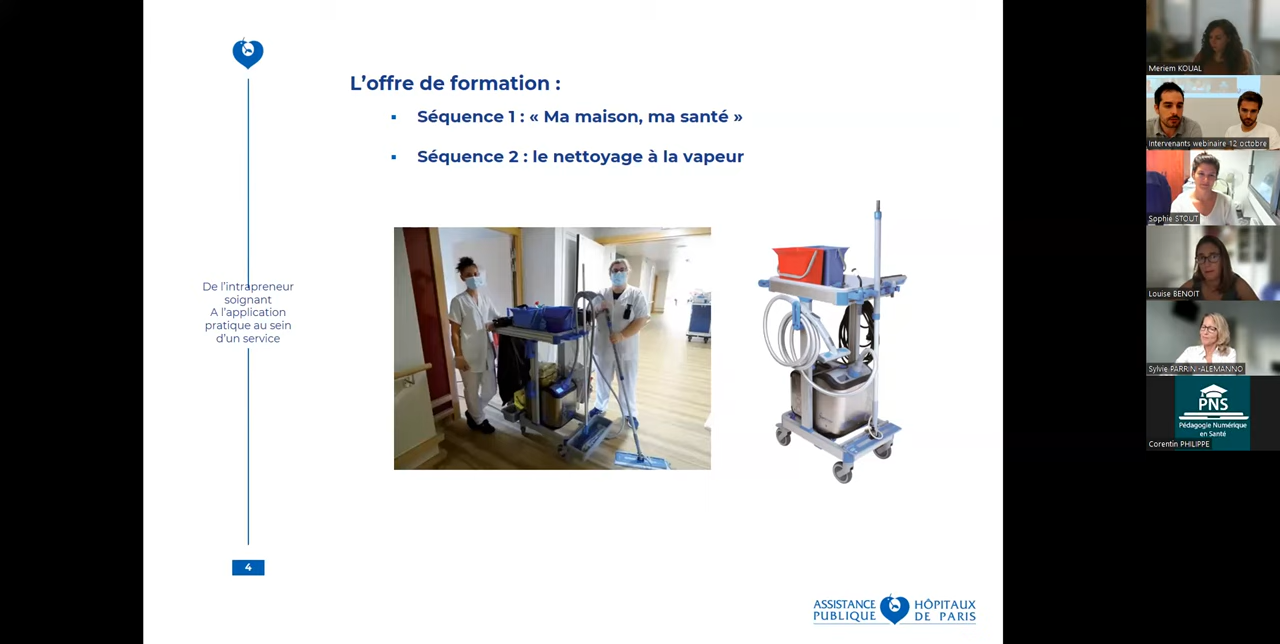 L'offre de formation :
▪ Séquence 1 : « Ma maison, ma santé »
▪ Séquence 2 : le nettoyage à la vapeur
De l'intrapreneur
soignant
A l'application
pratique au sein
d'un service
4
ASSISTANCE PUBLIQUE
HÔPITAUX DE PARIS
Meriem KOUAL
Intervenants webinaire 12 octobre
Sophie STOUT
Louise BENOIT
Sylvie PARRINI-ALEMANNO
PNS
Pédagogie Numérique
en Santé
Corentin PHILIPPE